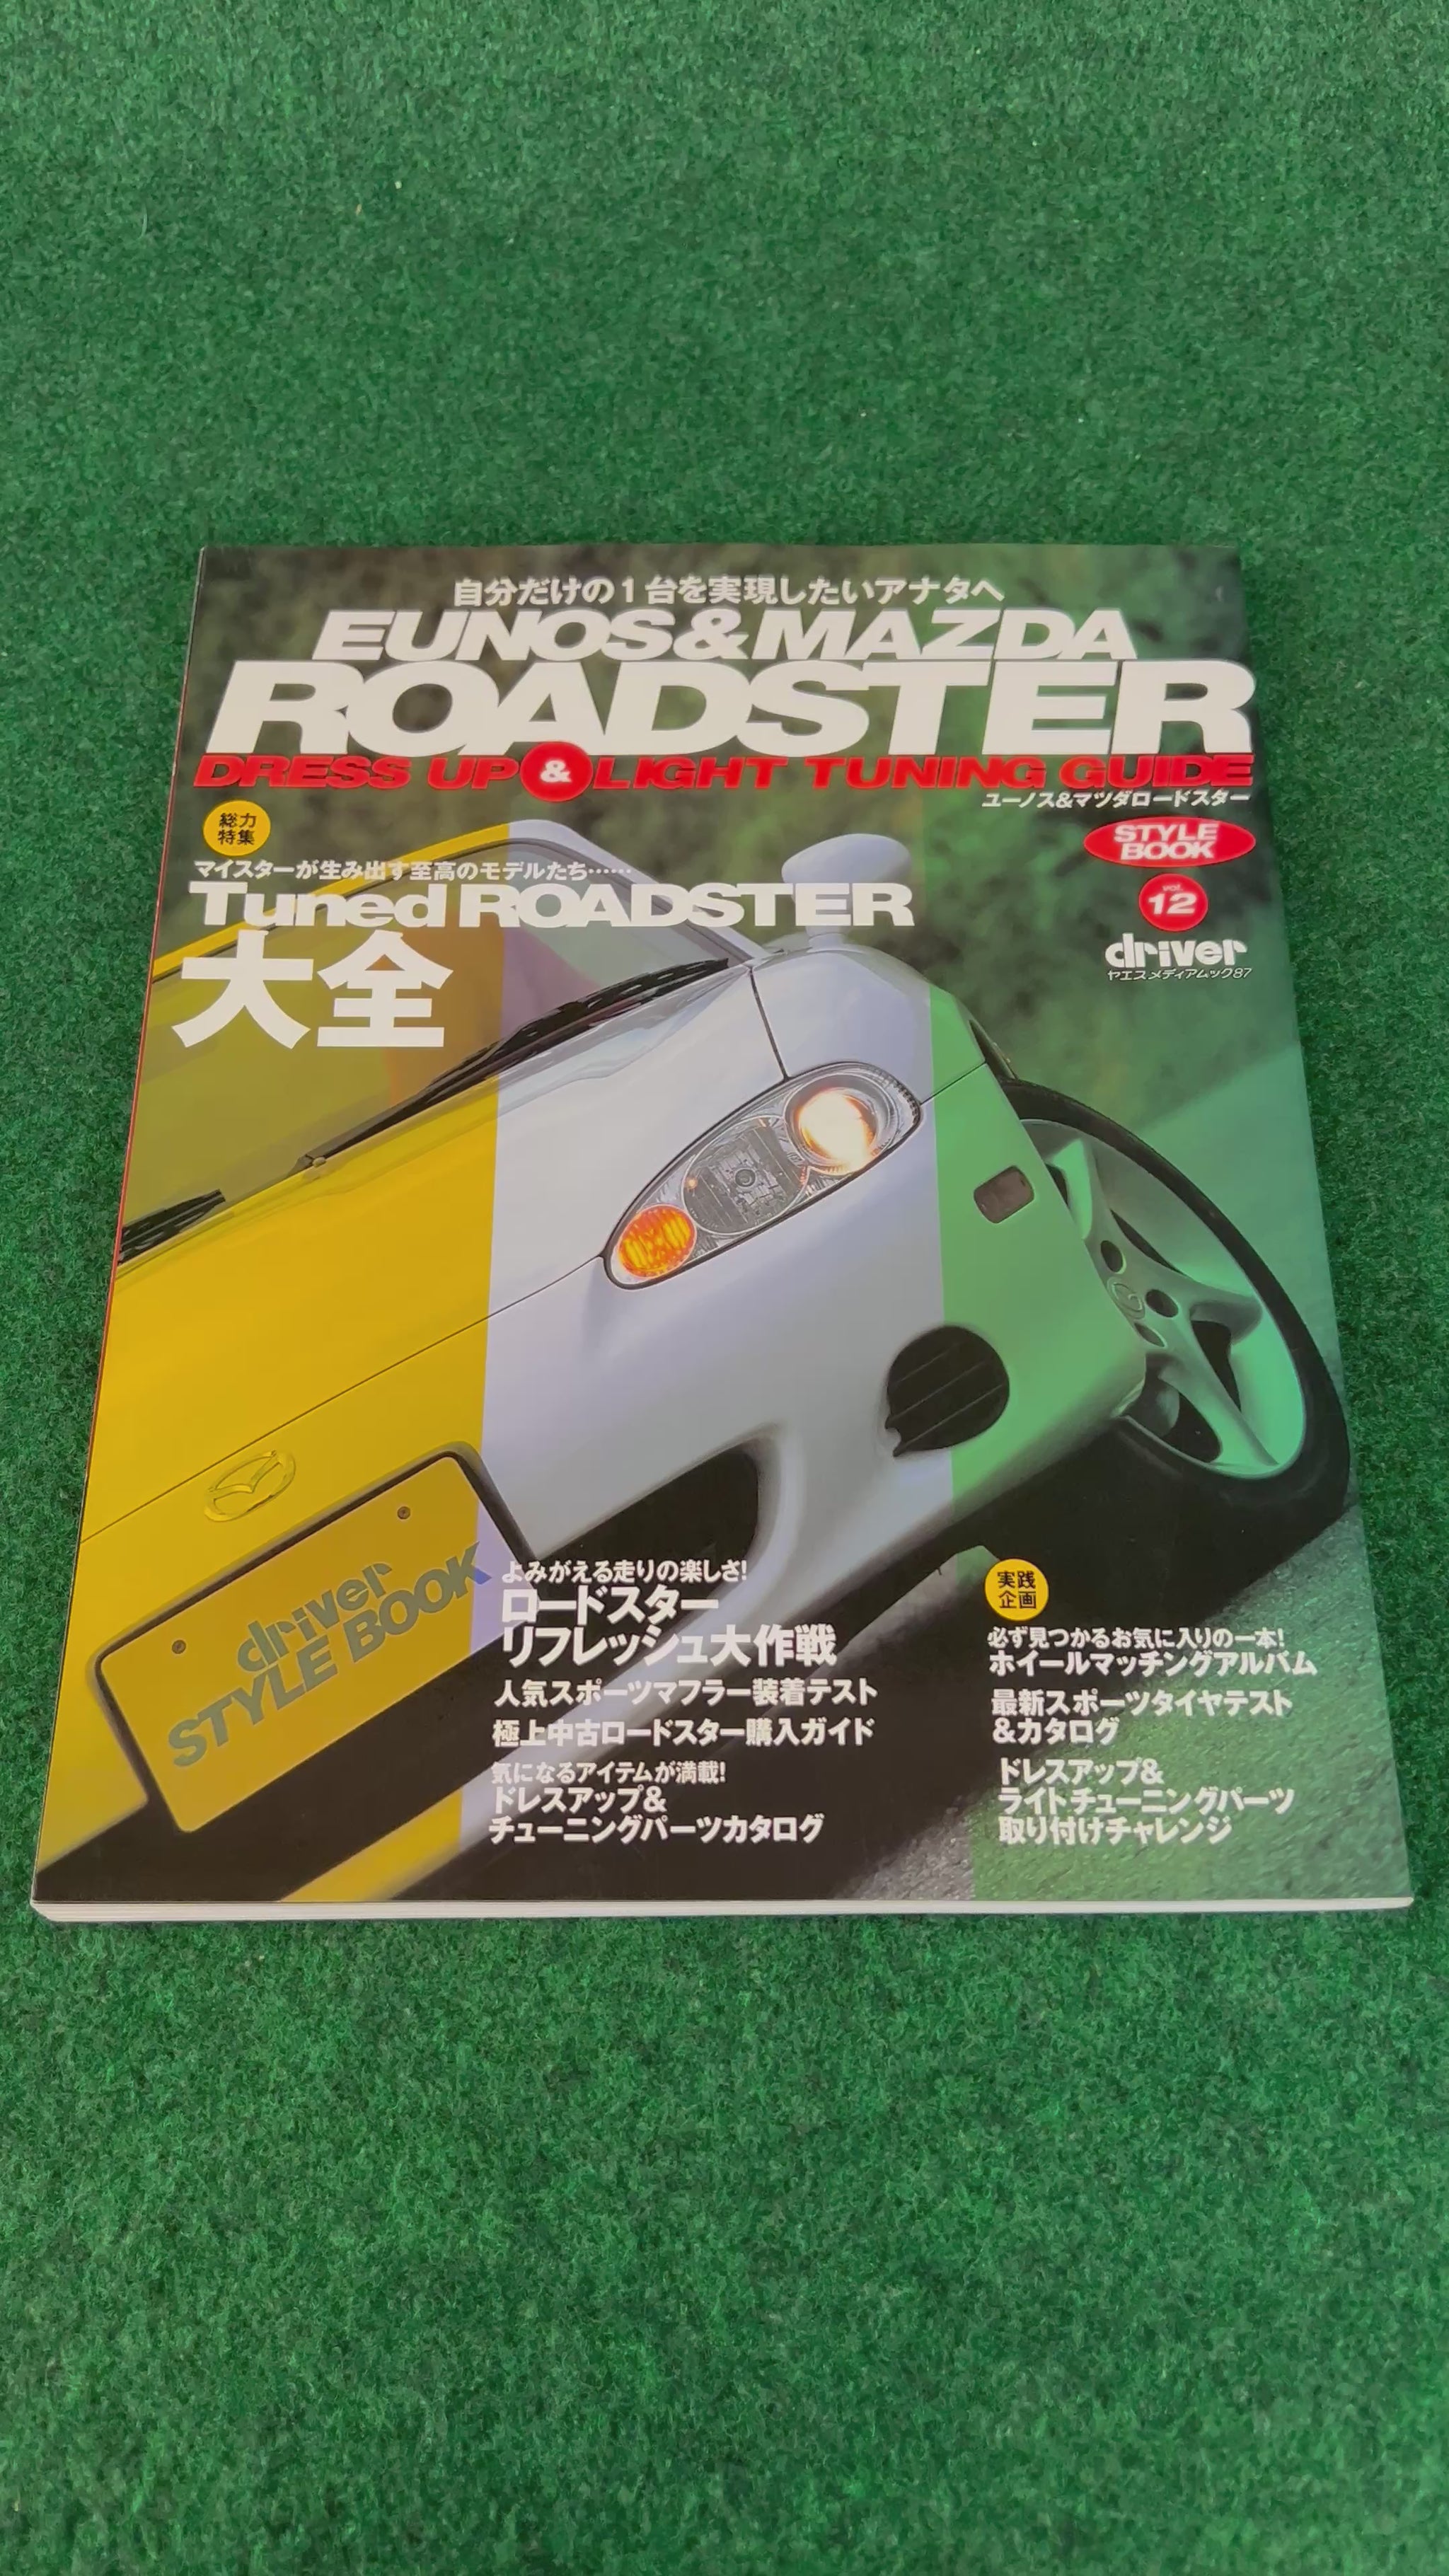 自分だけの1台を実現したいアナタへ
EUNOS&MAZDA
ROADSTER
DRESS UP & LIGHT TUNING GUIDE
ユーノス&マツダロードスター
STYLE
BOOK
vol.
12
driver
ヤエスメディアムック87
総力
特集
マイスターが生み出す至高のモデルたち……
Tuned ROADSTER
大全
driver
STYLE BOOK
よみがえる走りの楽しさ!
ロードスター
リフレッシュ大作戦
人気スポーツマフラー装着テスト
極上中古ロードスター購入ガイド
気になるアイテムが満載!
ドレスアップ&
チューニングパーツカタログ
実践
企画
必ず見つかるお気に入りの一本!
ホイールマッチングアルバム
最新スポーツタイヤテスト
&カタログ
ドレスアップ&
ライトチューニングパーツ
取り付けチャレンジ